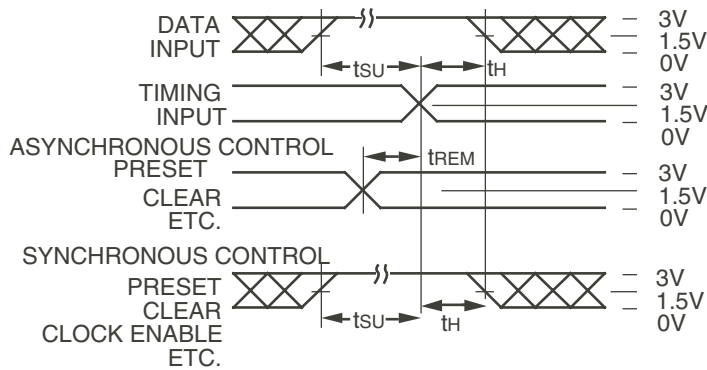 DATA
INPUT
3V
1.5V
0V
tSU
tH
TIMING
INPUT
3V
1.5V
0V
ASYNCHRONOUS CONTROL
PRESET
CLEAR
ETC.
tREM
3V
1.5V
0V
SYNCHRONOUS CONTROL
PRESET
CLEAR
CLOCK ENABLE
ETC.
3V
1.5V
0V
tSU
tH